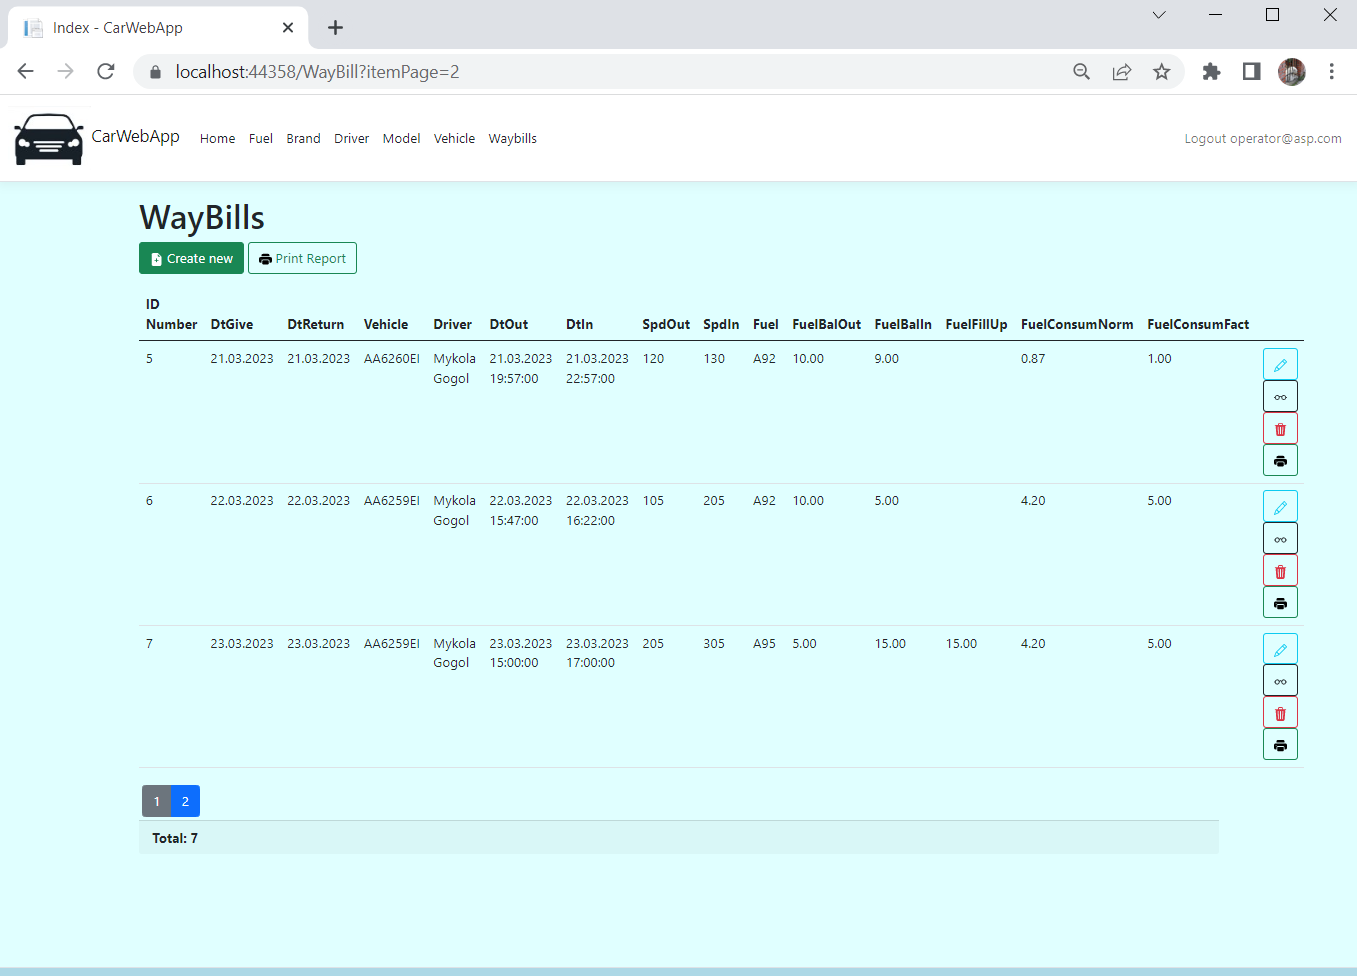 Index - CarWebApp
localhost:44358/WayBill?itemPage=2
CarWebApp Home Fuel Brand Driver Model Vehicle Waybills Logout operator@asp.com
WayBills
Create new Print Report
ID
Number DtGive DtReturn Vehicle Driver DtOut DtIn SpdOut SpdIn Fuel FuelBalOut FuelBalIn FuelFillUp FuelConsumNorm FuelConsumFact
5 21.03.2023 21.03.2023 AA6260EI Mykola 21.03.2023 21.03.2023 120 130 A92 10.00 9.00 0.87 1.00
Gogol 19:57:00 22:57:00
6 22.03.2023 22.03.2023 AA6259EI Mykola 22.03.2023 22.03.2023 105 205 A92 10.00 5.00 4.20 5.00
Gogol 15:47:00 16:22:00
7 23.03.2023 23.03.2023 AA6259EI Mykola 23.03.2023 23.03.2023 205 305 A95 5.00 15.00 15.00 4.20 5.00
Gogol 15:00:00 17:00:00
1 2
Total: 7